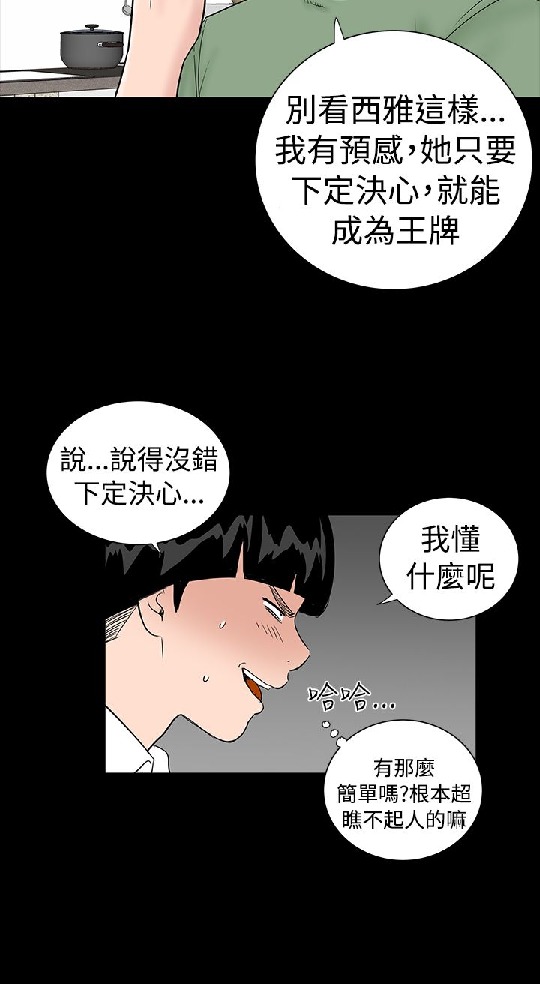 別看西雅這樣...
我有預感,她只要
下定決心,就能
成為王牌
說...說得沒錯
下定決心...
我懂
什麼呢
哈哈...
有那麼
簡單嗎?根本超
瞧不起人的嘛